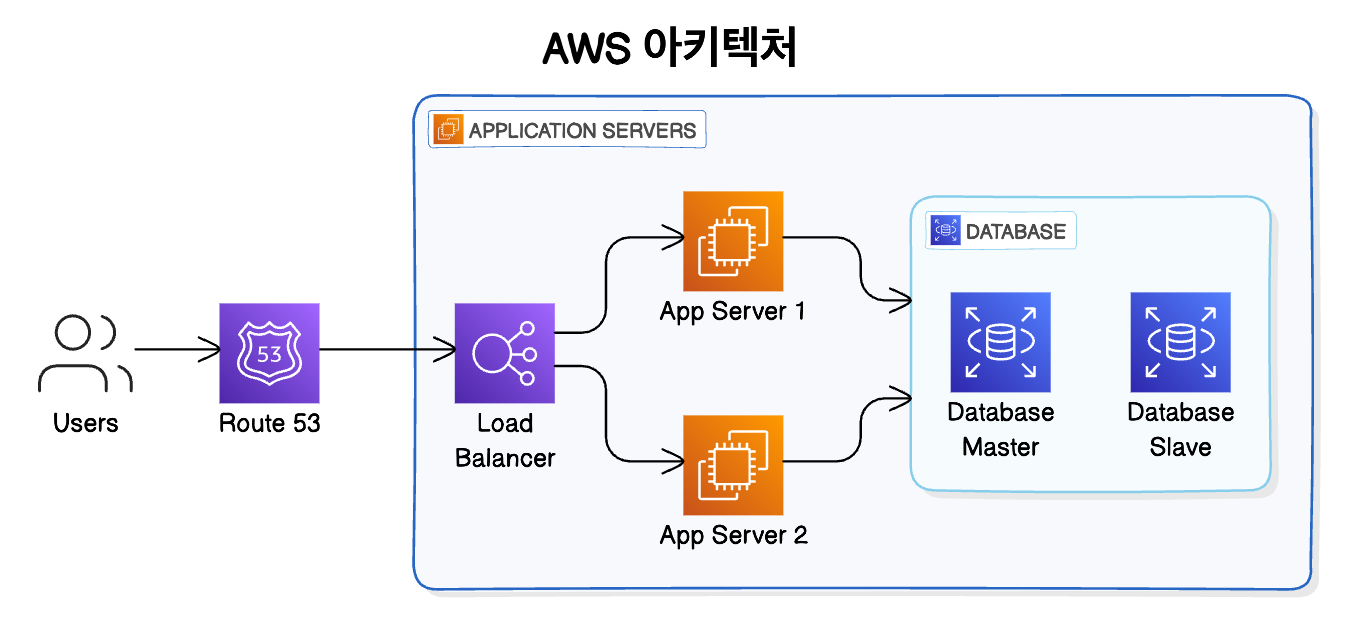 AWS 아키텍처
APPLICATION SERVERS
DATABASE
53
Users
Route 53
Load
Balancer
App Server 1
App Server 2
Database
Master
Database
Slave